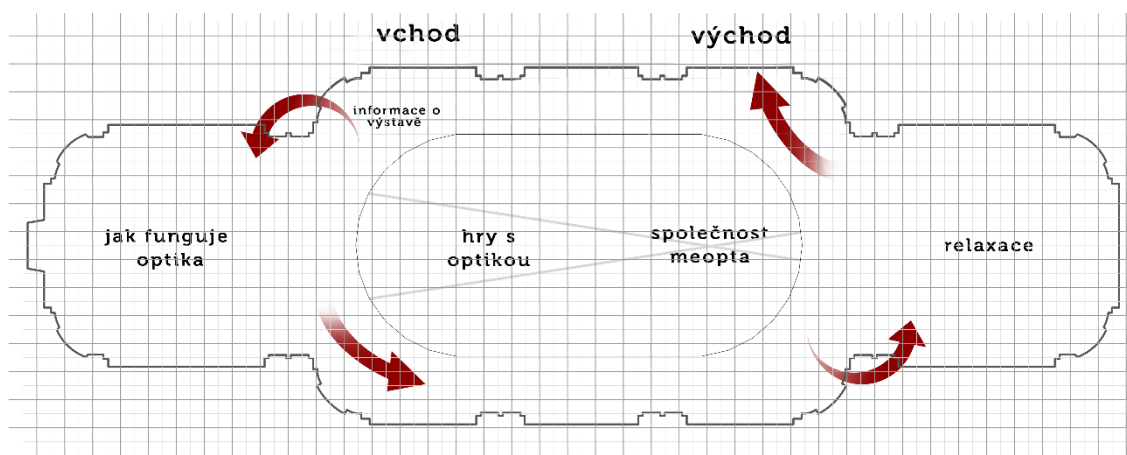 vchod
východ
informace o
výstavě
jak funguje
optika
hry s
optikou
společnost
meopta
relaxace